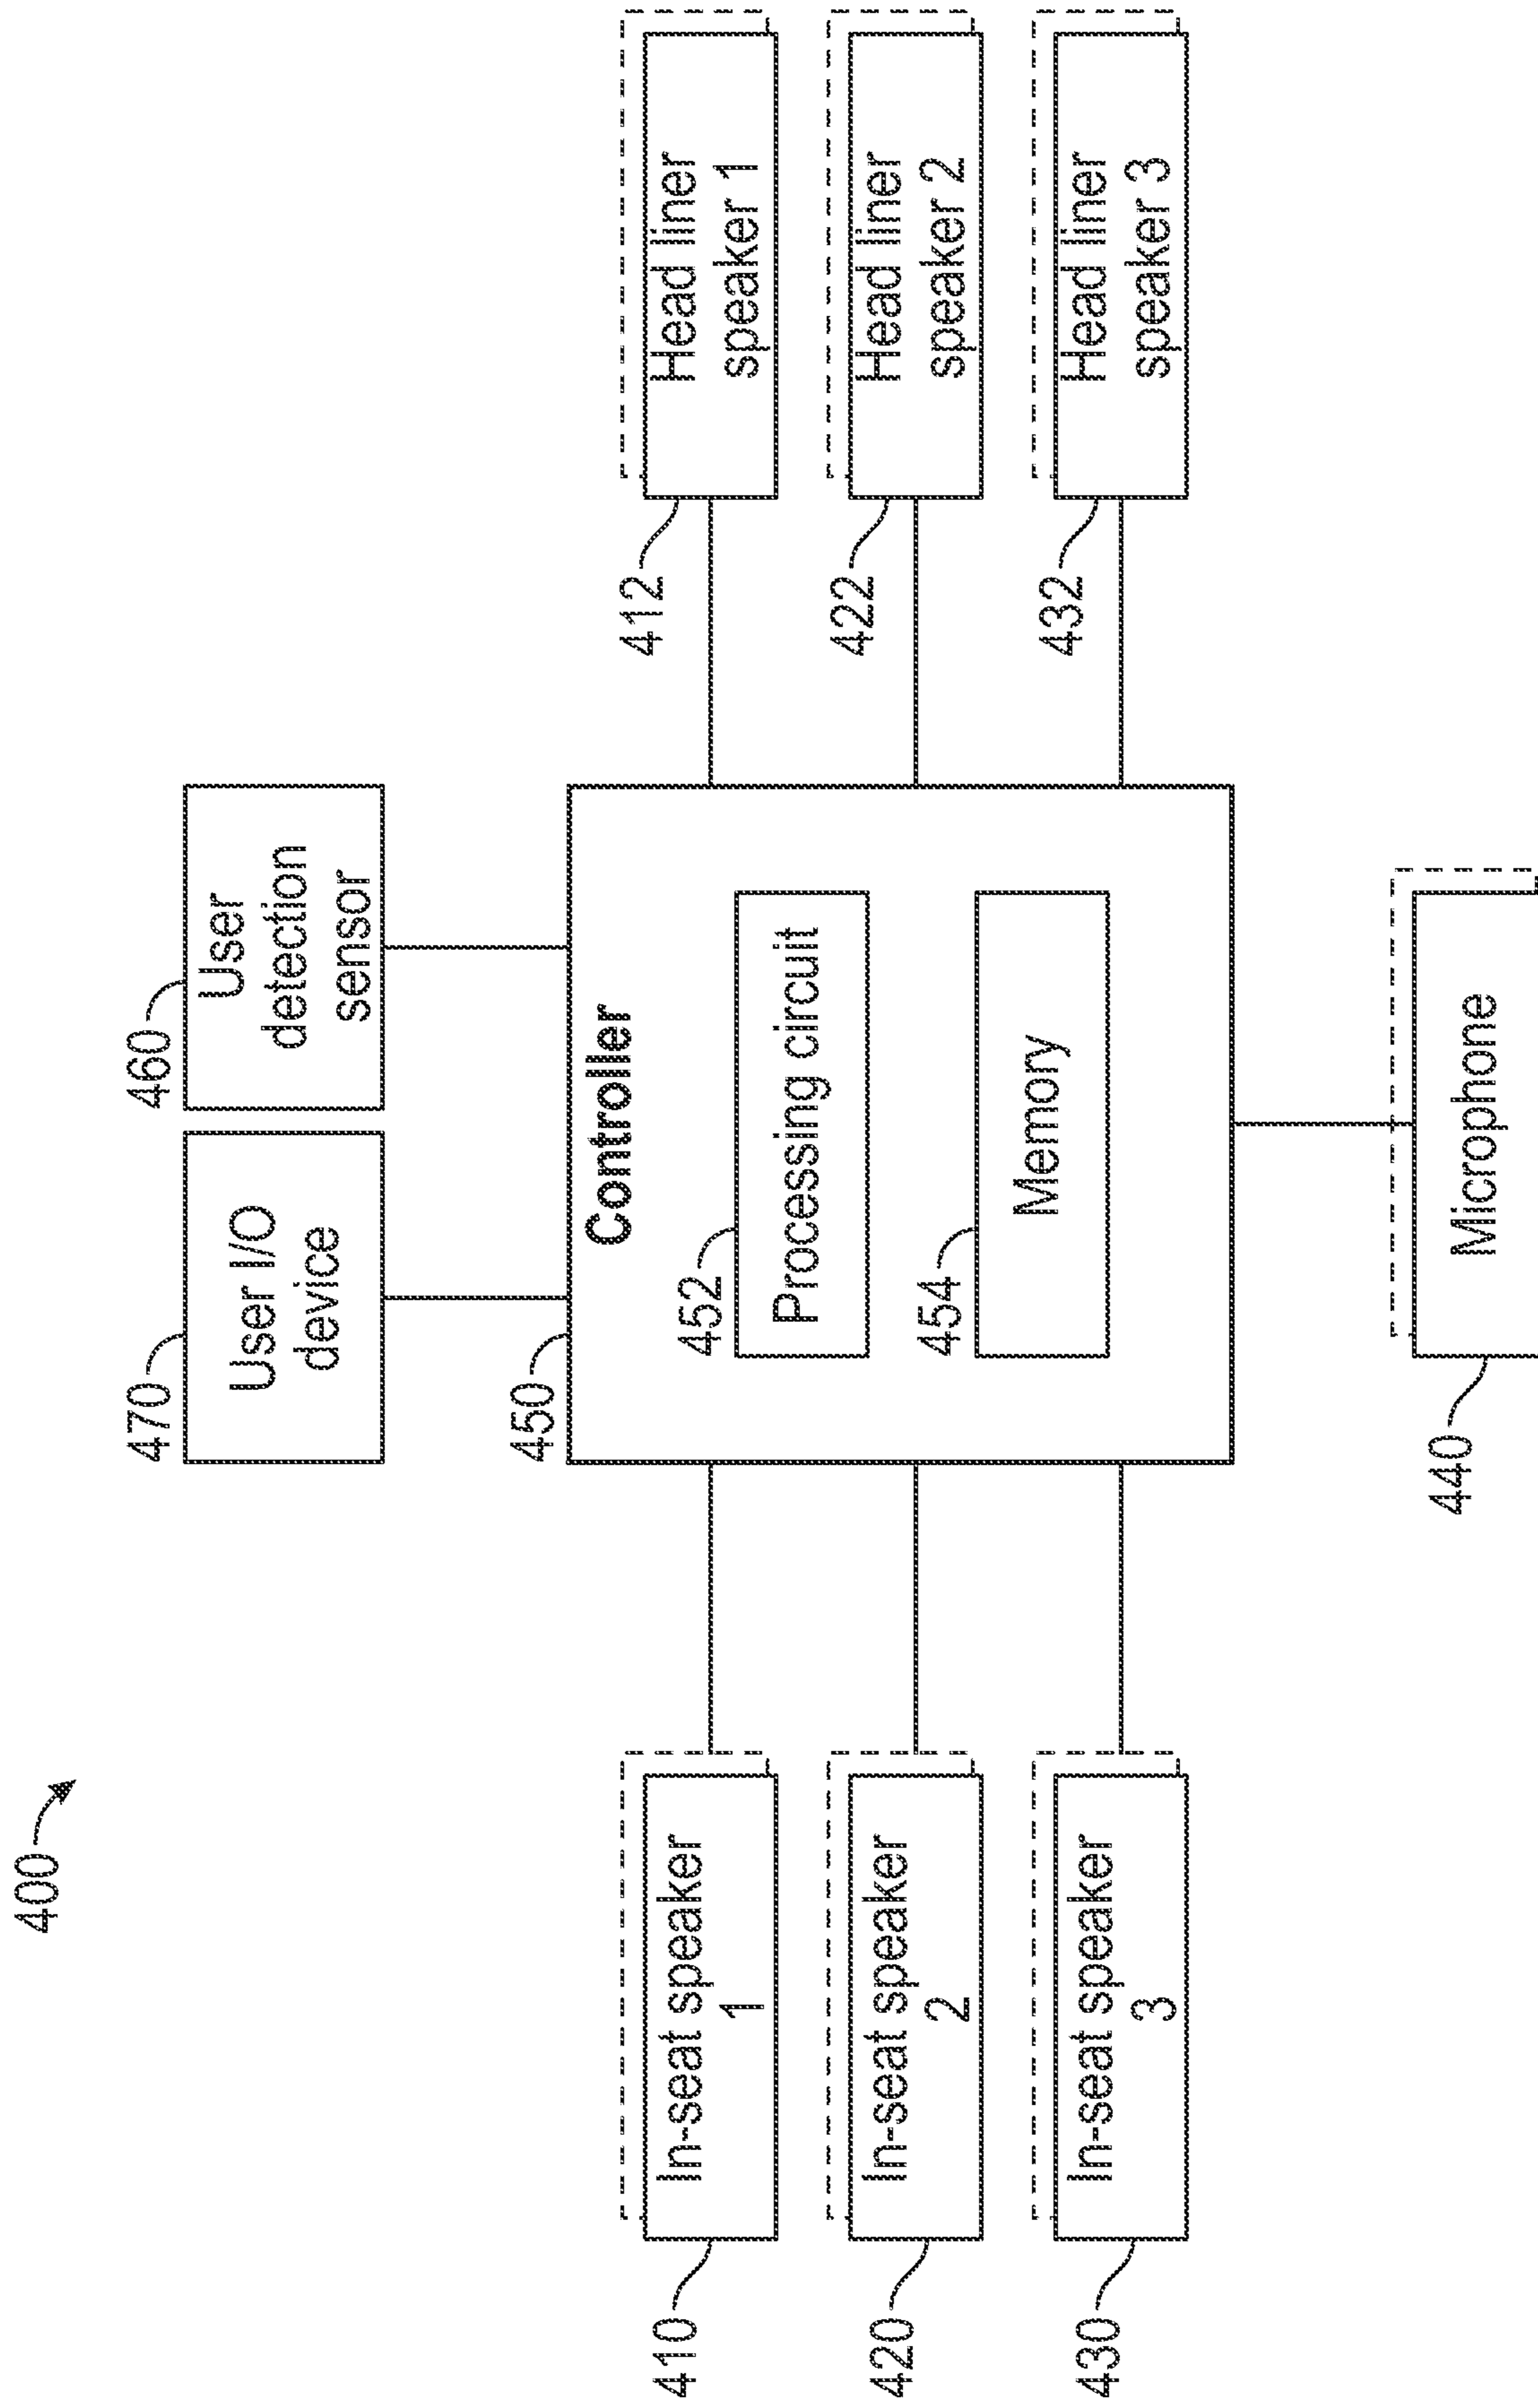 400
470
User I/O
device
460
User
detection
sensor
450
Controller
452
Processing circuit
454
Memory
410
In-seat speaker
1
420
In-seat speaker
2
430
In-seat speaker
3
412
Head liner
speaker 1
422
Head liner
speaker 2
432
Head liner
speaker 3
440
Microphone